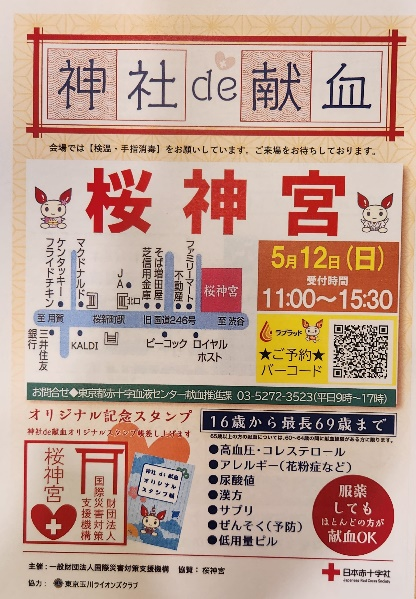 神社de献血
会場では【検温・手指消毒】をお願いしています。ご来場をお待ちしております。
桜神宮
ケンタッキーフライドチキン
マクドナルド
JA
北口
そば増田屋
芝信用金庫
不動産
ファミリーマート
桜神宮
至 用賀
桜新町駅
旧 国道246号
至 渋谷
三井住友銀行
KALDI
ピーコック
ロイヤルホスト
5月12日(日)
受付時間
11:00〜15:30
ラブラッド
★ご予約★
バーコード
お問合せ◆東京都赤十字血液センター献血推進課 03-5272-3523(平日9時〜17時)
オリジナル記念スタンプ
神社de献血オリジナルスタンプ帳差し上げます
桜神宮
財団法人
国際災害対策
支援機構
神社 de 献血
オリジナル
スタンプ帳
16歳から最長69歳まで
65歳以上の方の献血については、60〜64歳の間に献血経験がある方に限ります。
●高血圧・コレステロール
●アレルギー(花粉症など)
●尿酸値
●漢方
●サプリ
●ぜんそく(予防)
●低用量ピル
服薬
しても
ほとんどの方が
献血OK
主催:一般財団法人国際災害対策支援機構 協賛:桜神宮
協力: 東京玉川ライオンズクラブ
日本赤十字社
Japanese Red Cross Society